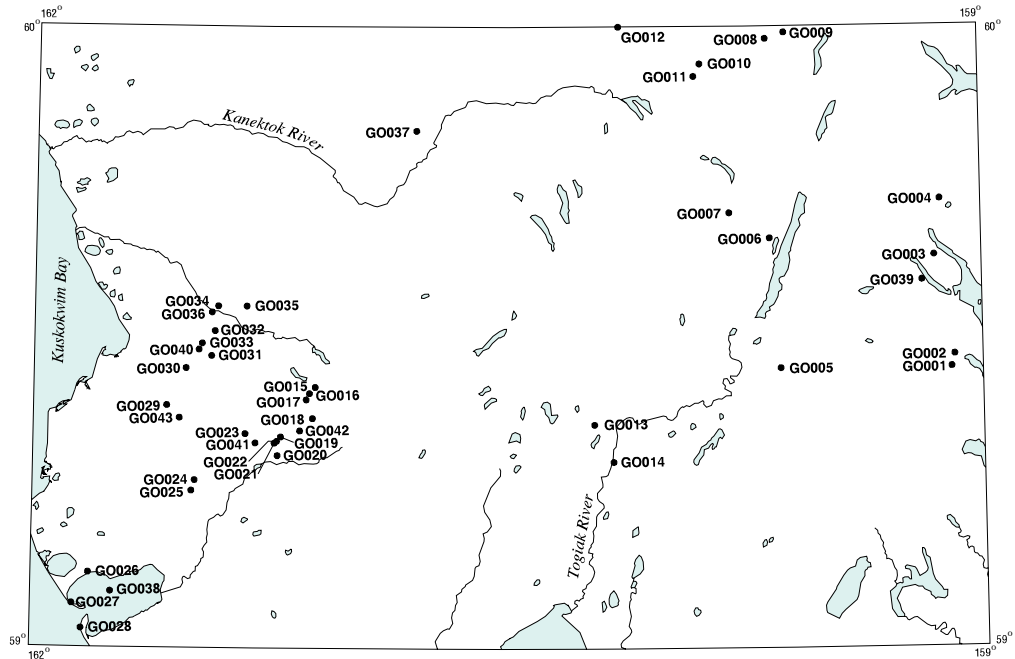 162°
159°
60°
60°
GO012
GO008
GO009
GO010
GO011
Kanektok River
GO037
GO004
GO007
GO006
GO003
GO039
Kuskokwim Bay
GO034
GO035
GO036
GO032
GO033
GO040
GO031
GO030
GO002
GO001
GO005
GO015
GO016
GO017
GO029
GO043
GO018
GO013
GO023
GO042
GO041
GO019
GO020
GO022
GO021
GO014
GO024
GO025
Togiak River
GO026
GO038
GO027
GO028
59°
59°
162°
159°